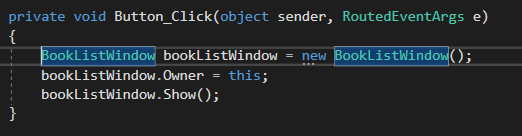 private void Button_Click(object sender, RoutedEventArgs e)
{
BookListWindow bookListWindow = new BookListWindow();
bookListWindow.Owner = this;
bookListWindow.Show();
}